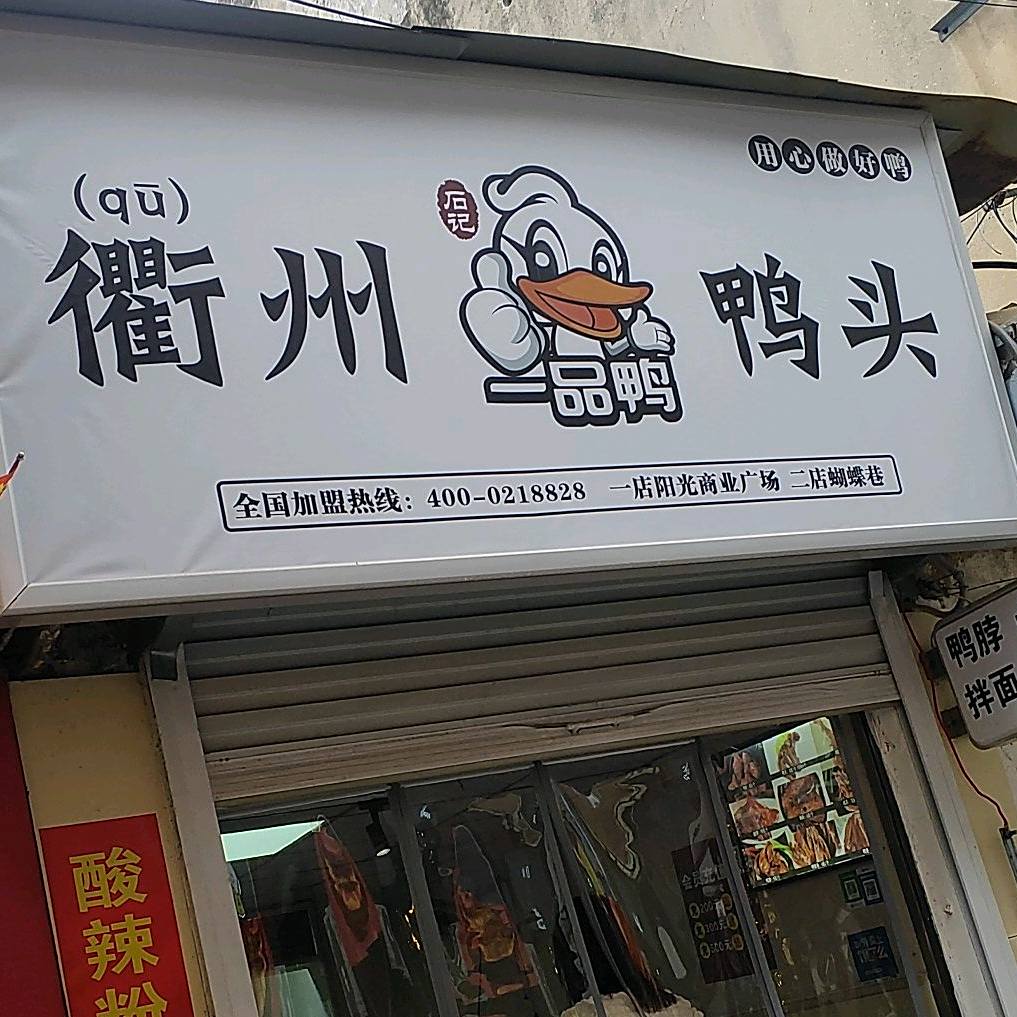 用心做好鸭
(qū)
衢州
石记
一品鸭
鸭头
全国加盟热线：400-0218828 一店阳光商业广场 二店蝴蝶巷
鸭脖
拌面
酸辣粉